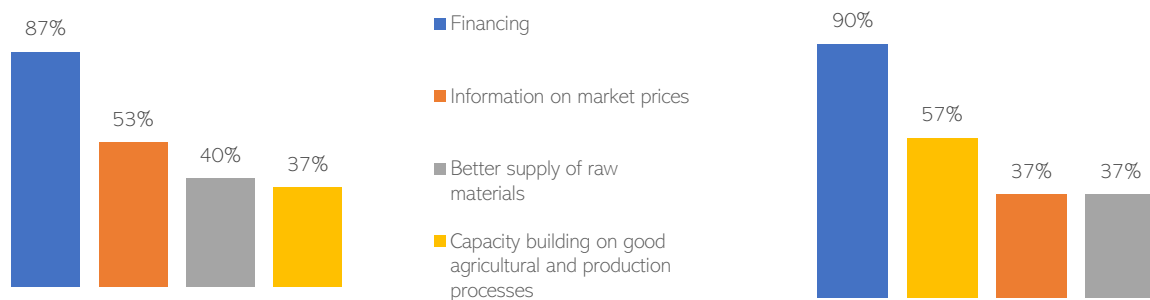 87%
53%
40%
37%
Financing
Information on market prices
Better supply of raw
materials
Capacity building on good
agricultural and production
processes
90%
57%
37%
37%